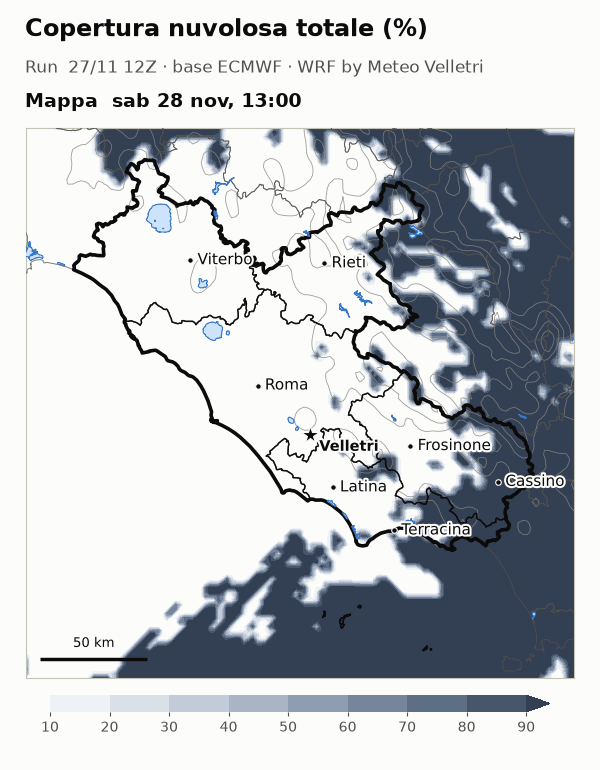 Copertura nuvolosa totale (%)
Run  27/11 12Z · base ECMWF · WRF by Meteo Velletri
Mappa  sab 28 nov, 13:00
Viterbo
Rieti
Roma
Velletri
Frosinone
Cassino
Latina
Terracina
50 km
10 20 30 40 50 60 70 80 90